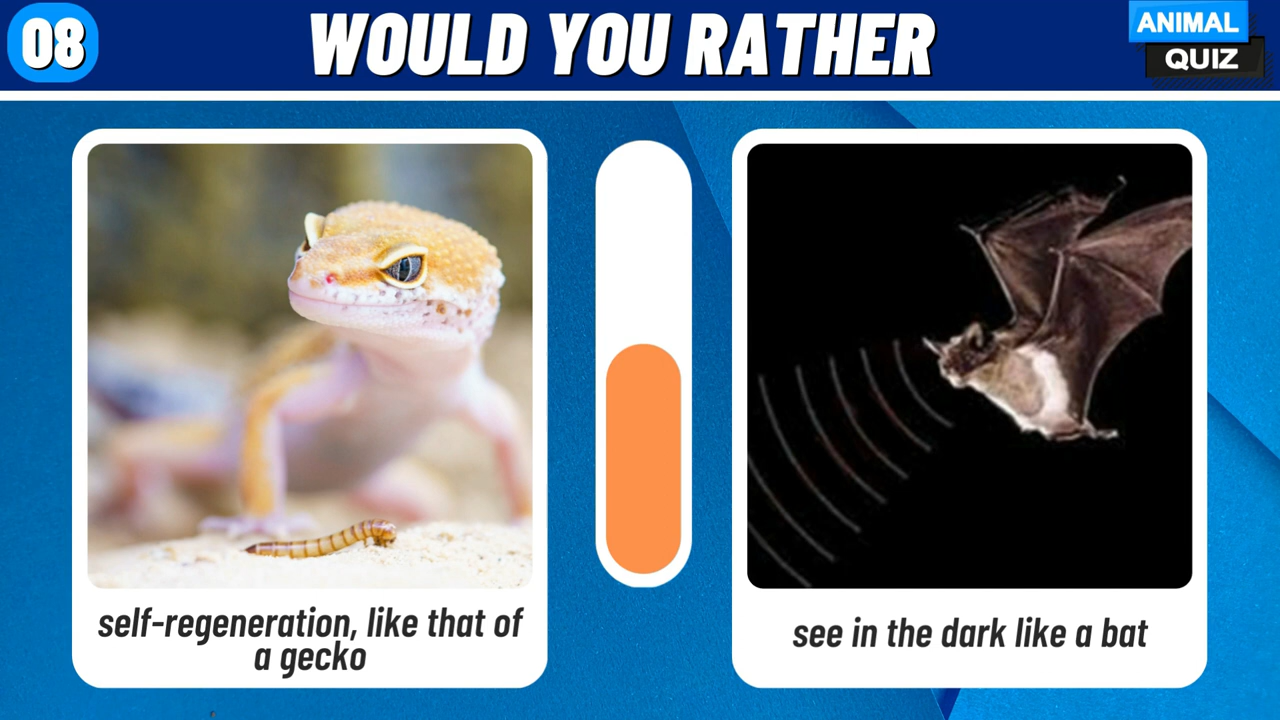 08
WOULD YOU RATHER
ANIMAL
QUIZ
self-regeneration, like that of
a gecko
see in the dark like a bat